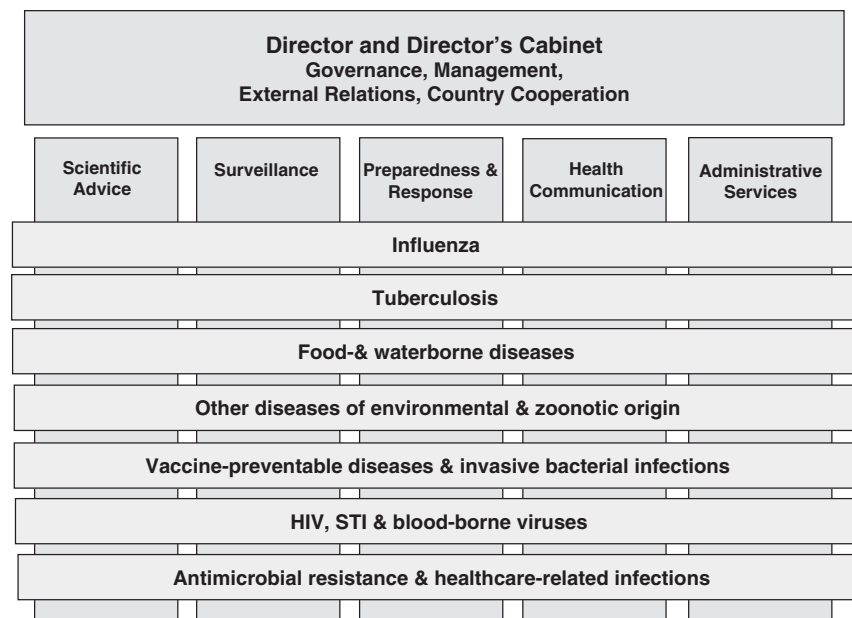 Director and Director’s Cabinet
Governance, Management,
External Relations, Country Cooperation
Scientific
Advice
Surveillance
Preparedness &
Response
Health
Communication
Administrative
Services
Influenza
Tuberculosis
Food-& waterborne diseases
Other diseases of environmental & zoonotic origin
Vaccine-preventable diseases & invasive bacterial infections
HIV, STI & blood-borne viruses
Antimicrobial resistance & healthcare-related infections